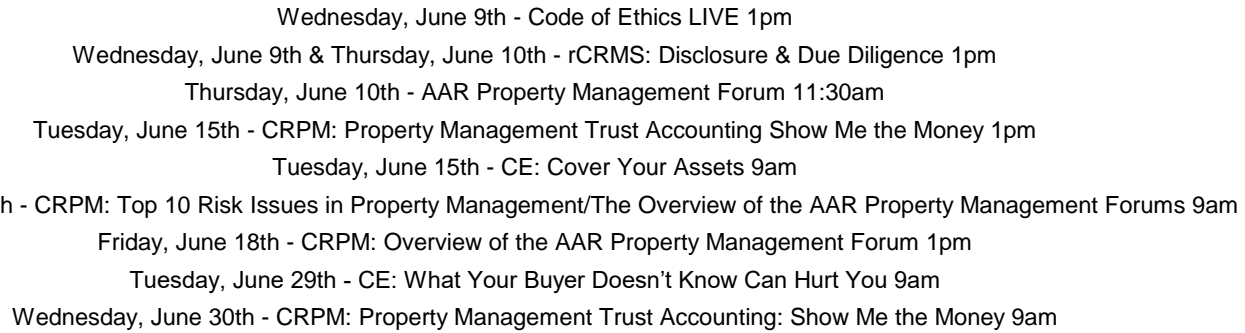 Wednesday, June 9th - Code of Ethics LIVE 1pm
Wednesday, June 9th & Thursday, June 10th - rCRMS: Disclosure & Due Diligence 1pm
Thursday, June 10th - AAR Property Management Forum 11:30am
Tuesday, June 15th - CRPM: Property Management Trust Accounting Show Me the Money 1pm
Tuesday, June 15th - CE: Cover Your Assets 9am
h - CRPM: Top 10 Risk Issues in Property Management/The Overview of the AAR Property Management Forums 9am
Friday, June 18th - CRPM: Overview of the AAR Property Management Forum 1pm
Tuesday, June 29th - CE: What Your Buyer Doesn’t Know Can Hurt You 9am
Wednesday, June 30th - CRPM: Property Management Trust Accounting: Show Me the Money 9am